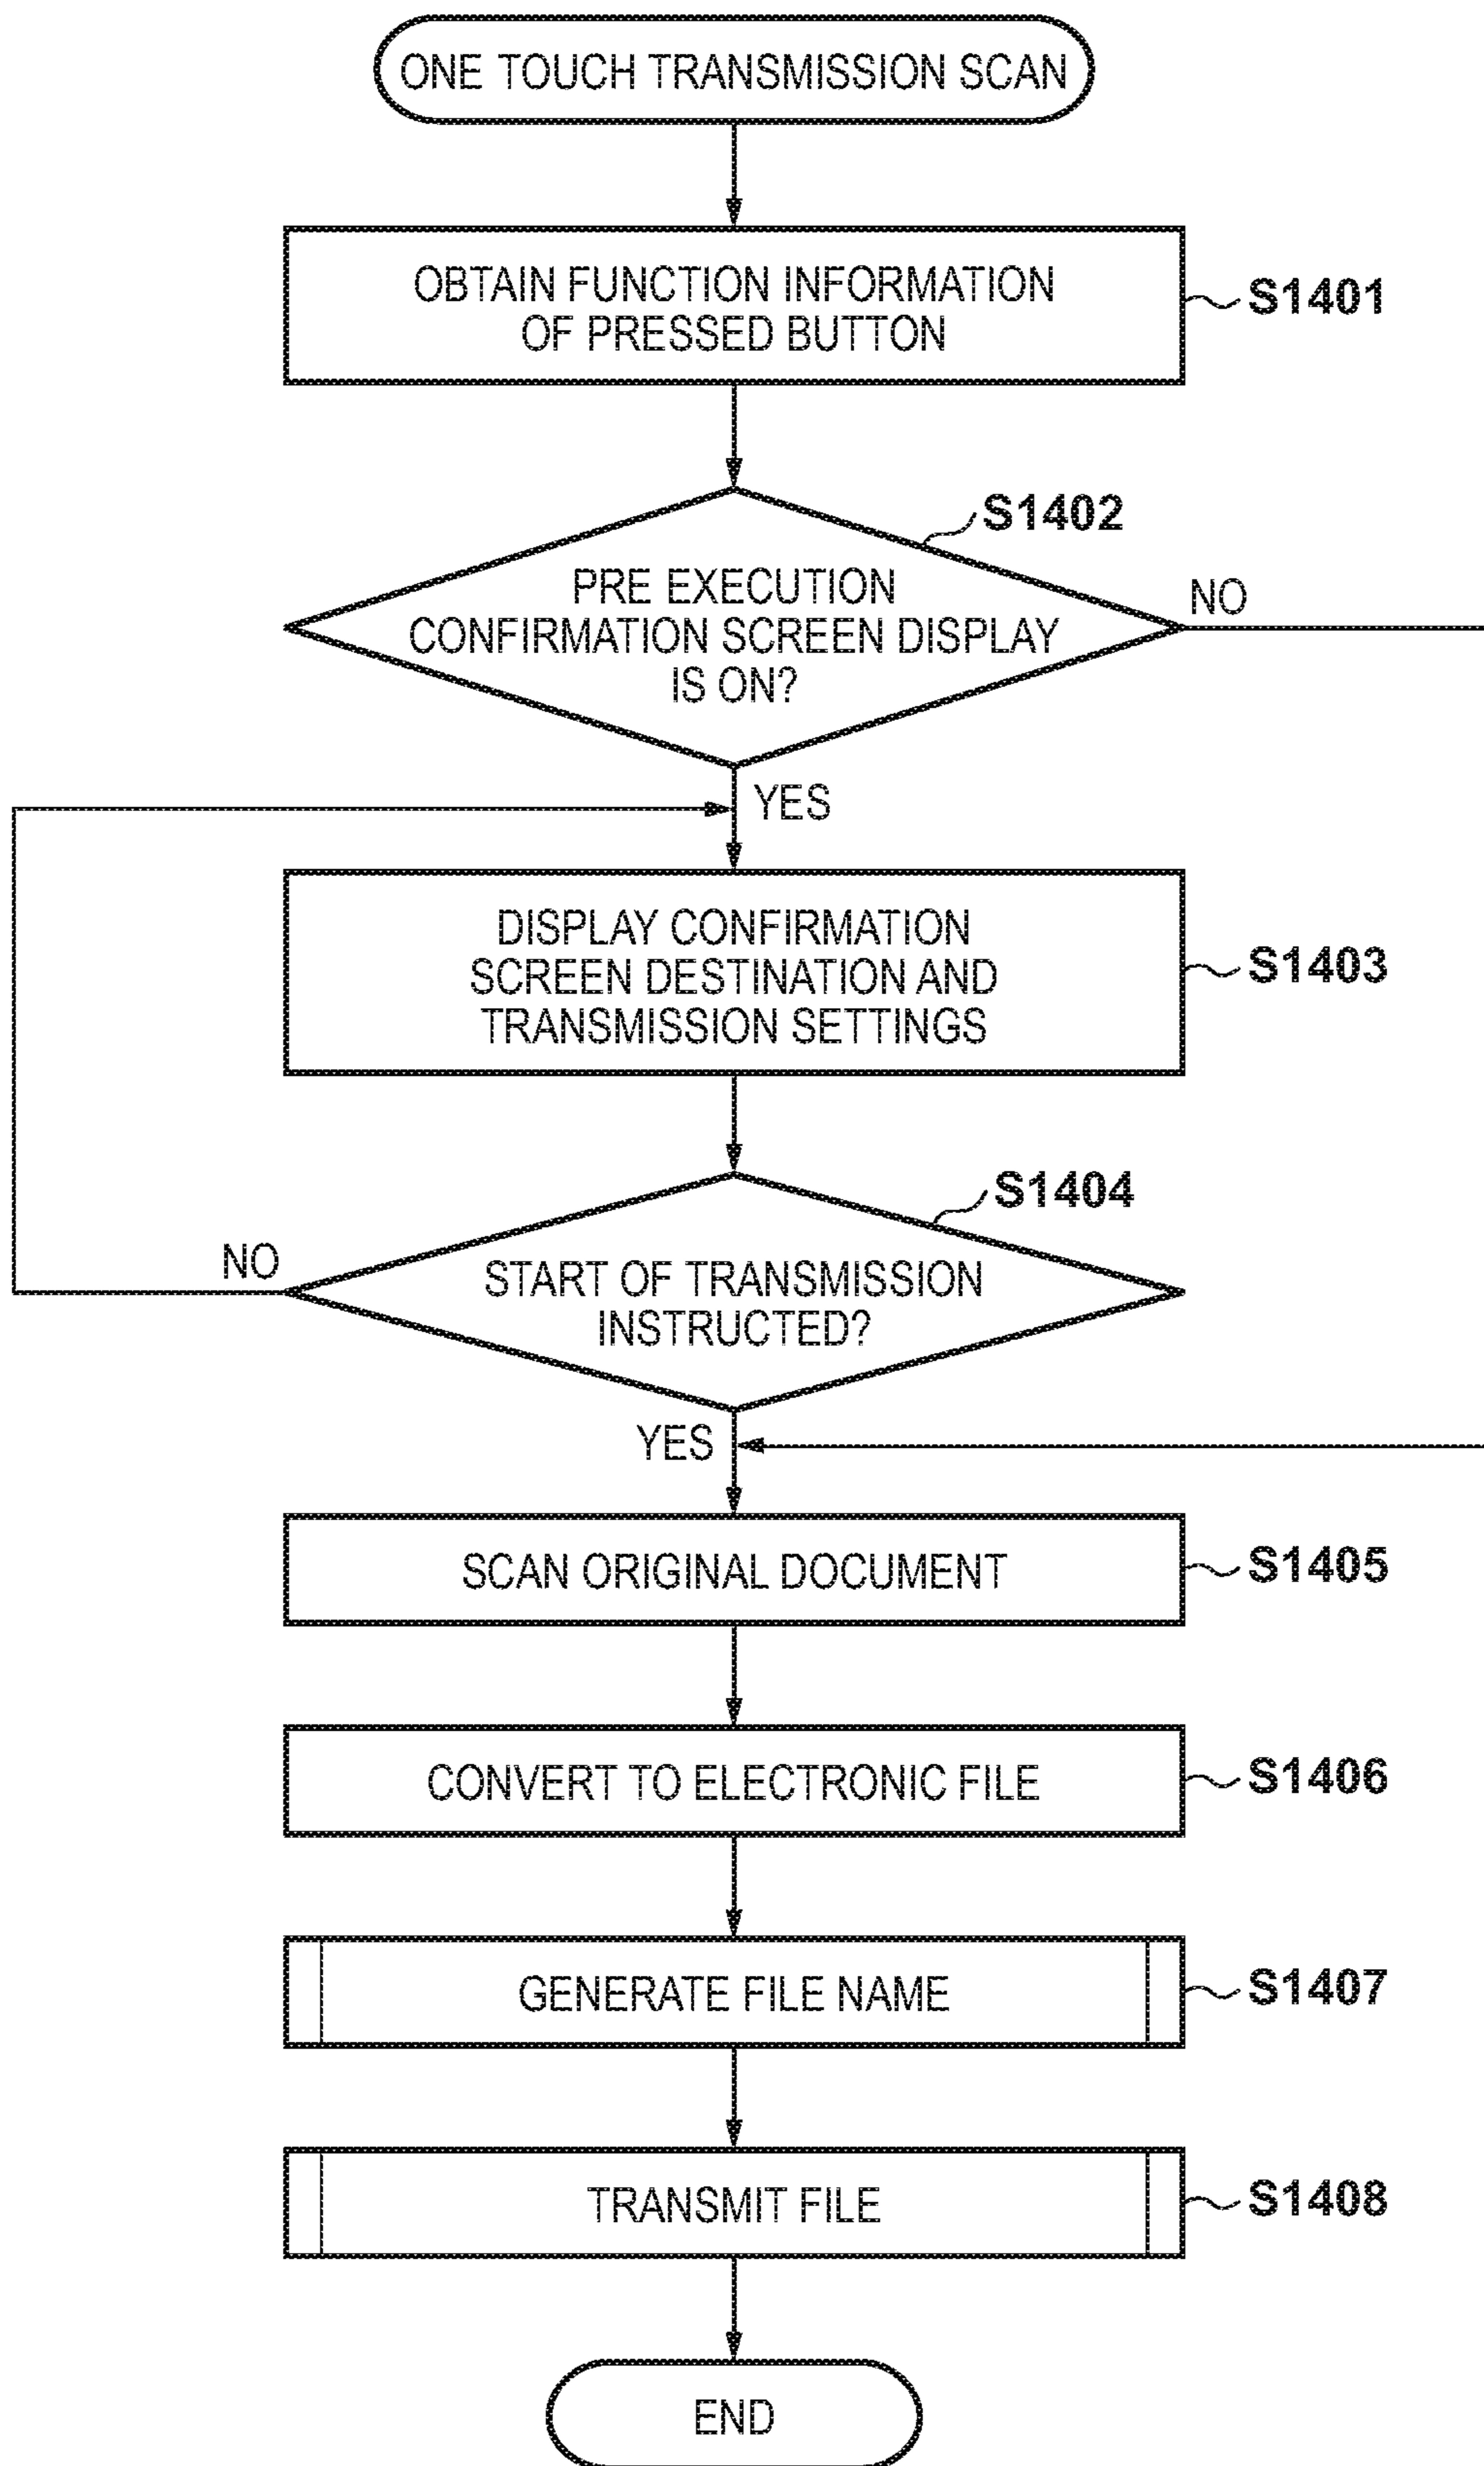 ONE TOUCH TRANSMISSION SCAN
OBTAIN FUNCTION INFORMATION
OF PRESSED BUTTON
S1401
S1402
PRE EXECUTION
CONFIRMATION SCREEN DISPLAY
IS ON?
NO
YES
DISPLAY CONFIRMATION
SCREEN DESTINATION AND
TRANSMISSION SETTINGS
S1403
S1404
NO
START OF TRANSMISSION
INSTRUCTED?
YES
SCAN ORIGINAL DOCUMENT
S1405
CONVERT TO ELECTRONIC FILE
S1406
GENERATE FILE NAME
S1407
TRANSMIT FILE
S1408
END